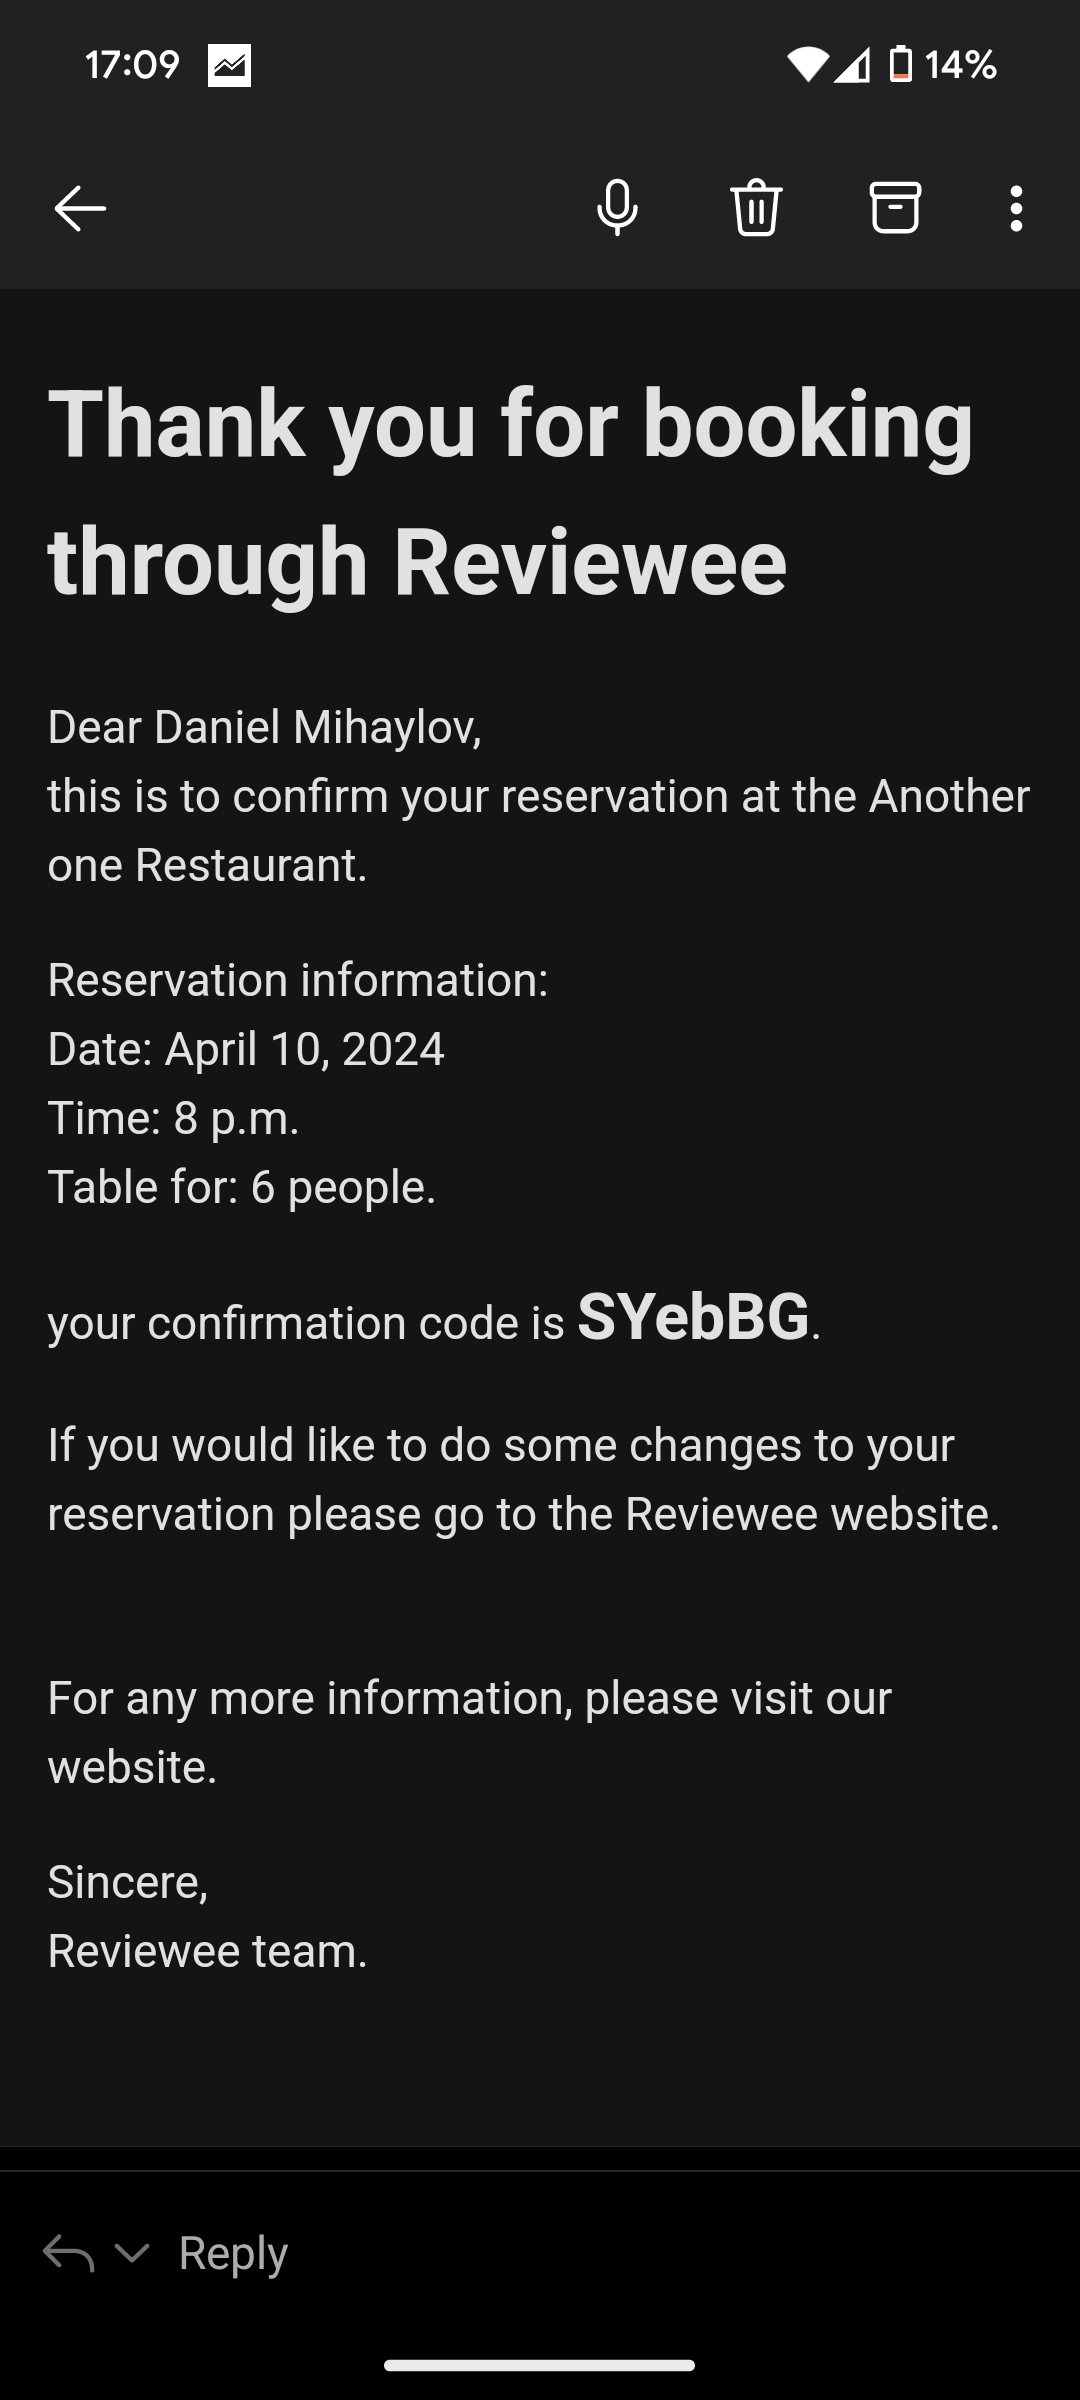 17:09
14%
Thank you for booking
through Reviewee
Dear Daniel Mihaylov,
this is to confirm your reservation at the Another
one Restaurant.
Reservation information:
Date: April 10, 2024
Time: 8 p.m.
Table for: 6 people.
your confirmation code is SYebBG.
If you would like to do some changes to your
reservation please go to the Reviewee website.
For any more information, please visit our
website.
Sincere,
Reviewee team.
Reply